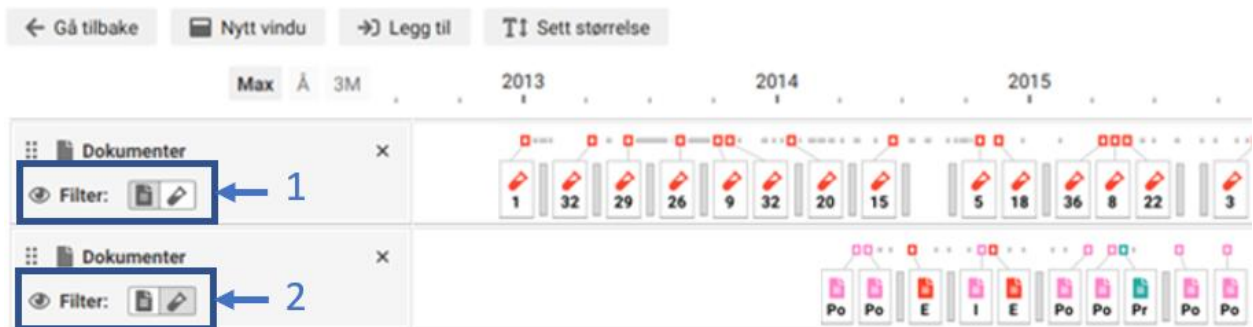 Gå tilbake Nytt vindu Legg til Sett størrelse
Max Å 3M 2013 2014 2015
Dokumenter
Filter: 1
1 32 29 26 9 32 20 15 5 18 36 8 22 3
Dokumenter
Filter: 2
Po Po E I E Po Po Pr Po Po